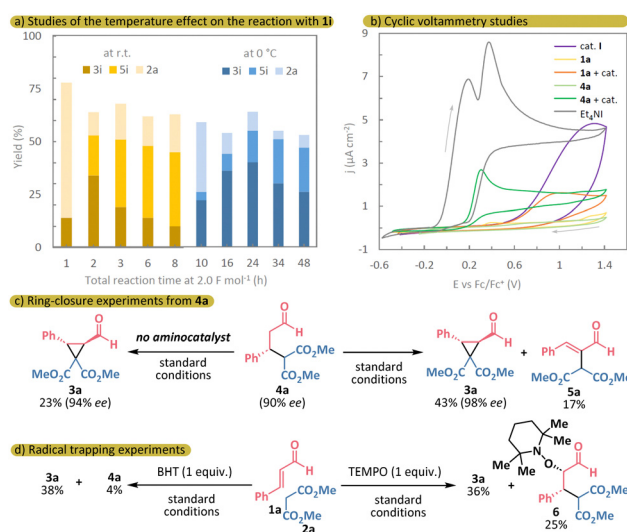 a) Studies of the temperature effect on the reaction with 1i
b) Cyclic voltammetry studies
at r.t.
3i 5i 2a
at 0 °C
3i 5i 2a
Yield (%)
100
75
50
25
0
1 2 3 6 8 10 16 24 34 48
Total reaction time at 2.0 F mol-1 (h)
j (μA cm-2)
9
7
5
3
1
-1
-0.6 -0.2 0.2 0.6 1.0 1.4
E vs Fc/Fc+ (V)
cat. I
1a
1a + cat.
4a
4a + cat.
Et4NI
c) Ring-closure experiments from 4a
Ph
O
H
MeO2C CO2Me
3a
23% (94% ee)
no aminocatalyst
standard
conditions
O
H
Ph
CO2Me
CO2Me
4a
(90% ee)
standard
conditions
Ph
O
H
MeO2C CO2Me
3a
43% (98% ee)
+
O
Ph
H
MeO2C CO2Me
5a
17%
d) Radical trapping experiments
3a + 4a
38% 4%
BHT (1 equiv.)
standard
conditions
O
H
Ph
CO2Me
1a
CO2Me
2a
TEMPO (1 equiv.)
standard
conditions
3a +
36%
Me
Me
N
Me Me
O
O
H
Ph
CO2Me
CO2Me
6
25%